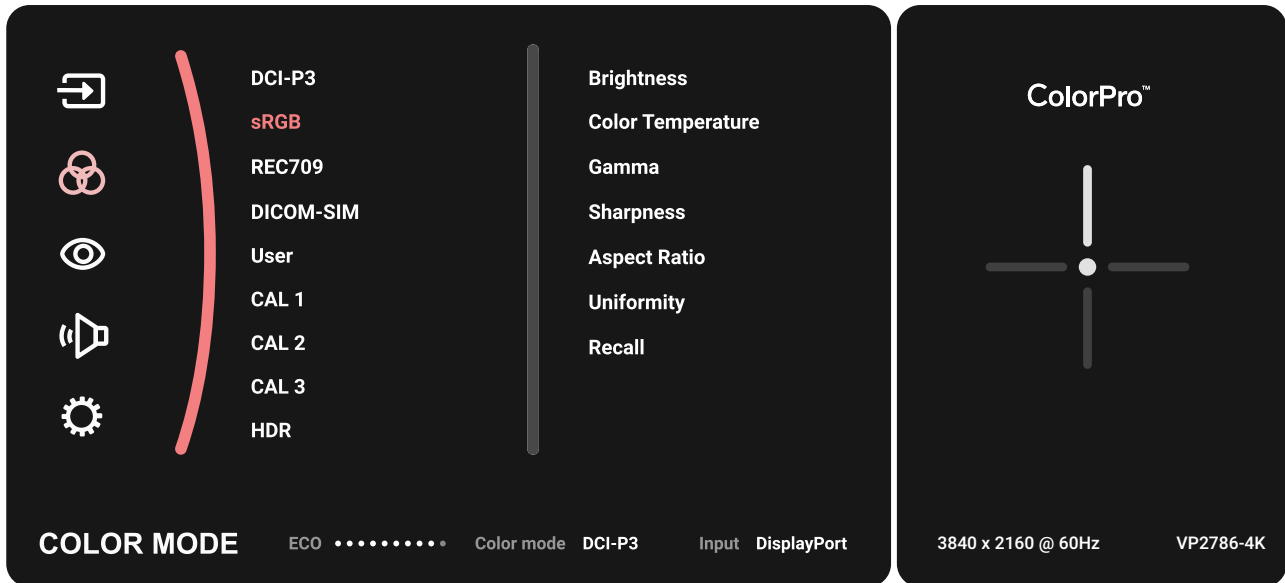 DCI-P3
sRGB
REC709
DICOM-SIM
User
CAL 1
CAL 2
CAL 3
HDR
Brightness
Color Temperature
Gamma
Sharpness
Aspect Ratio
Uniformity
Recall
COLOR MODE
ECO
Color mode DCI-P3
Input DisplayPort
ColorPro™
3840 x 2160 @ 60Hz
VP2786-4K